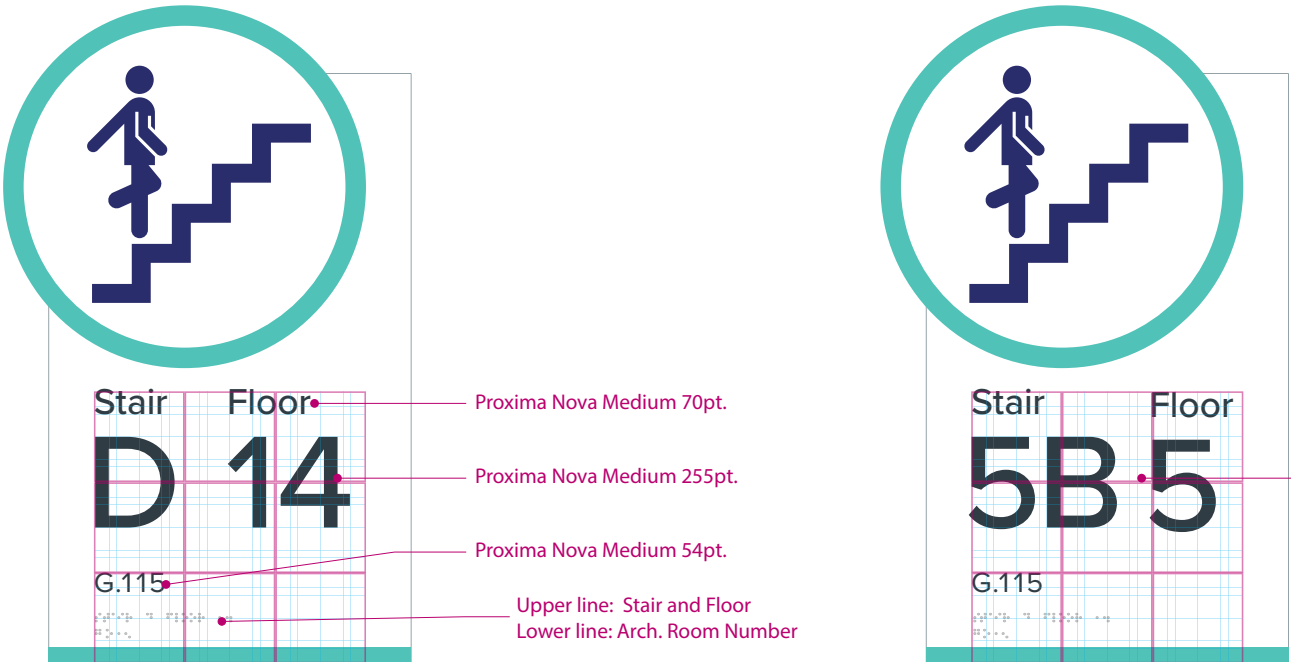 Stair Floor
D 14
G.115
Proxima Nova Medium 70pt.
Proxima Nova Medium 255pt.
Proxima Nova Medium 54pt.
Upper line: Stair and Floor
Lower line: Arch. Room Number
Stair Floor
5B 5
G.115